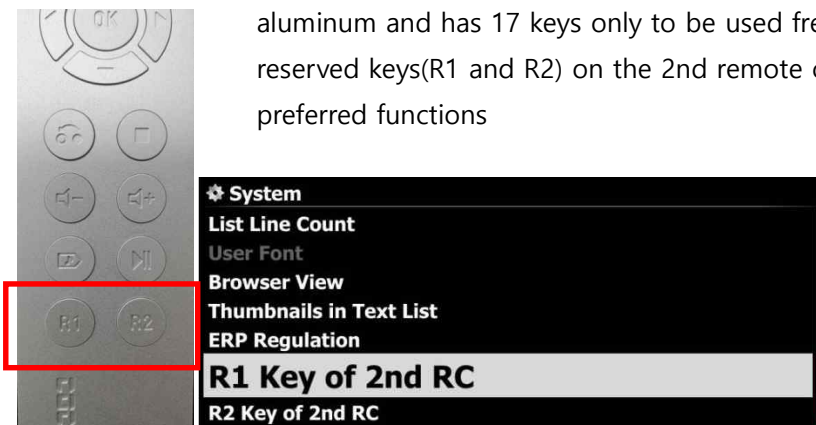 aluminum and has 17 keys only to be used fre
reserved keys(R1 and R2) on the 2nd remote
preferred functions
OK
System
List Line Count
User Font
Browser View
Thumbnails in Text List
ERP Regulation
R1 Key of 2nd RC
R2 Key of 2nd RC
R1 R2